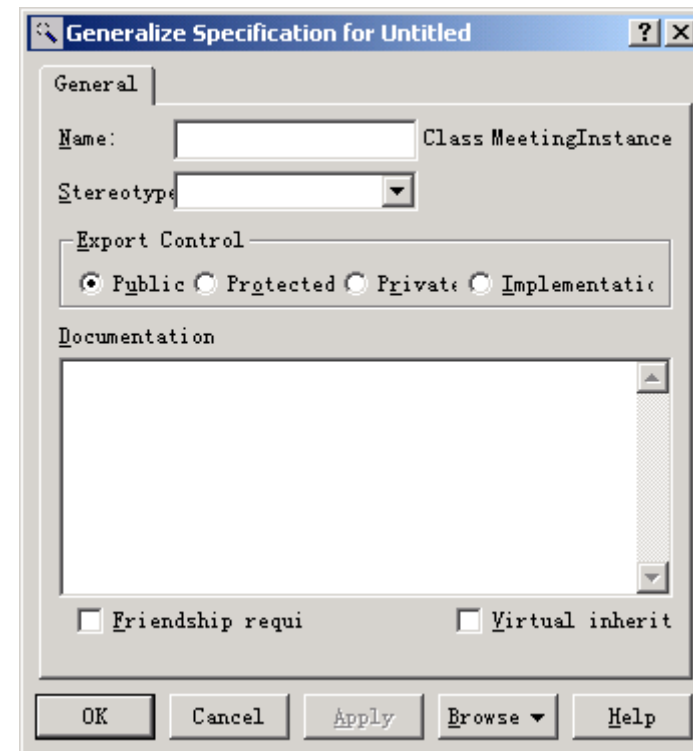 Generalize Specification for Untitled
General
Name: Class MeetingInstance
Stereotype
Export Control
Public Protected Private Implementatic
Documentation
Friendship requi Virtual inherit
OK Cancel Apply Browse Help